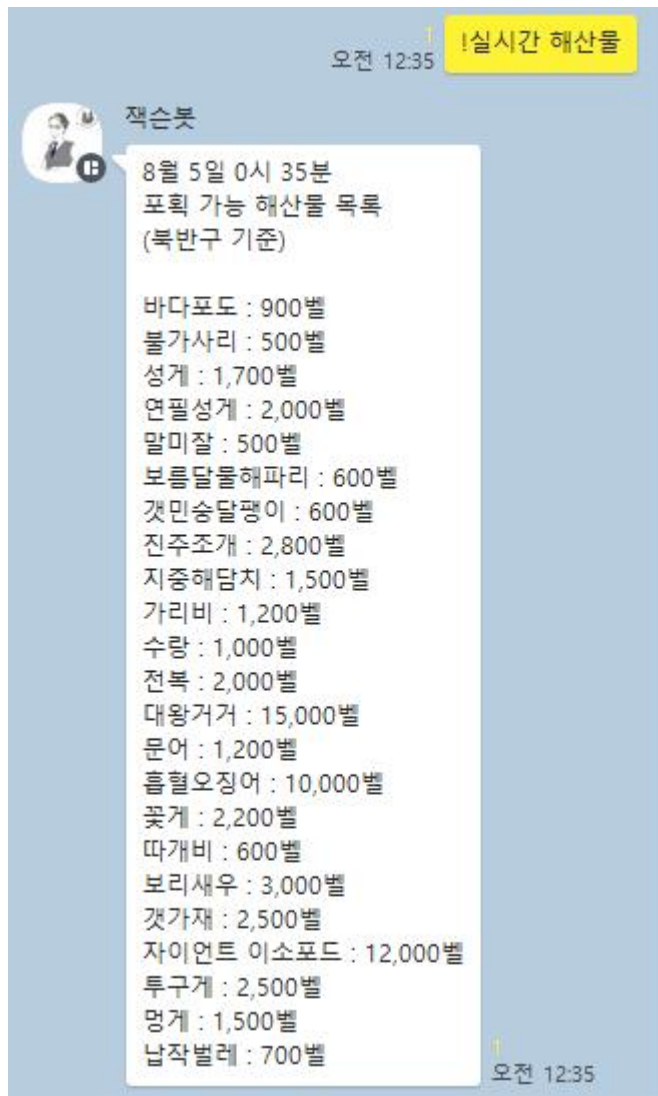 !실시간 해산물
1
오전 12:35
잭슨봇
8월 5일 0시 35분
포획 가능 해산물 목록
(북반구 기준)
바다포도 : 900벨
불가사리 : 500벨
성게 : 1,700벨
연필성게 : 2,000벨
말미잘 : 500벨
보름달물해파리 : 600벨
갯민숭달팽이 : 600벨
진주조개 : 2,800벨
지중해담치 : 1,500벨
가리비 : 1,200벨
수랑 : 1,000벨
전복 : 2,000벨
대왕거거 : 15,000벨
문어 : 1,200벨
흡혈오징어 : 10,000벨
꽃게 : 2,200벨
따개비 : 600벨
보리새우 : 3,000벨
갯가재 : 2,500벨
자이언트 이소포드 : 12,000벨
투구게 : 2,500벨
멍게 : 1,500벨
납작벌레 : 700벨
1
오전 12:35